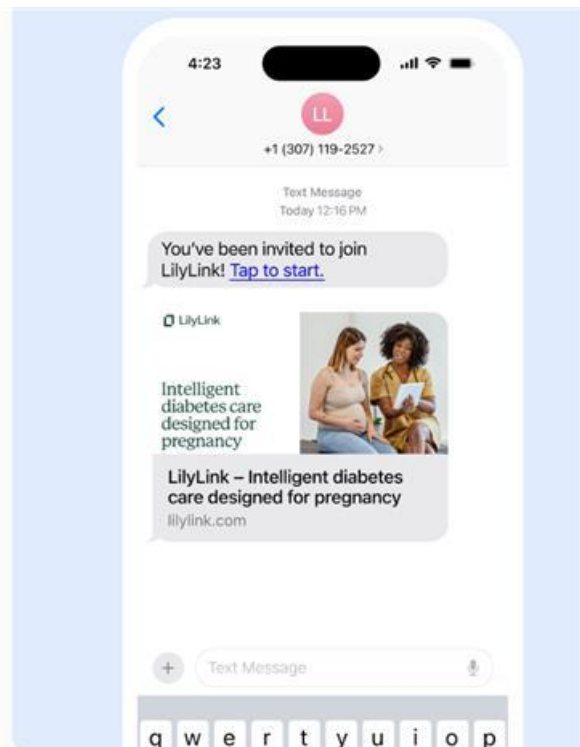 4:23
LL
+1 (307) 119-2527 >
Text Message
Today 12:16 PM
You've been invited to join
LilyLink! Tap to start.
LilyLink
Intelligent
diabetes care
designed for
pregnancy
LilyLink – Intelligent diabetes
care designed for pregnancy
lilylink.com
+ Text Message
q w e r t y u i o p